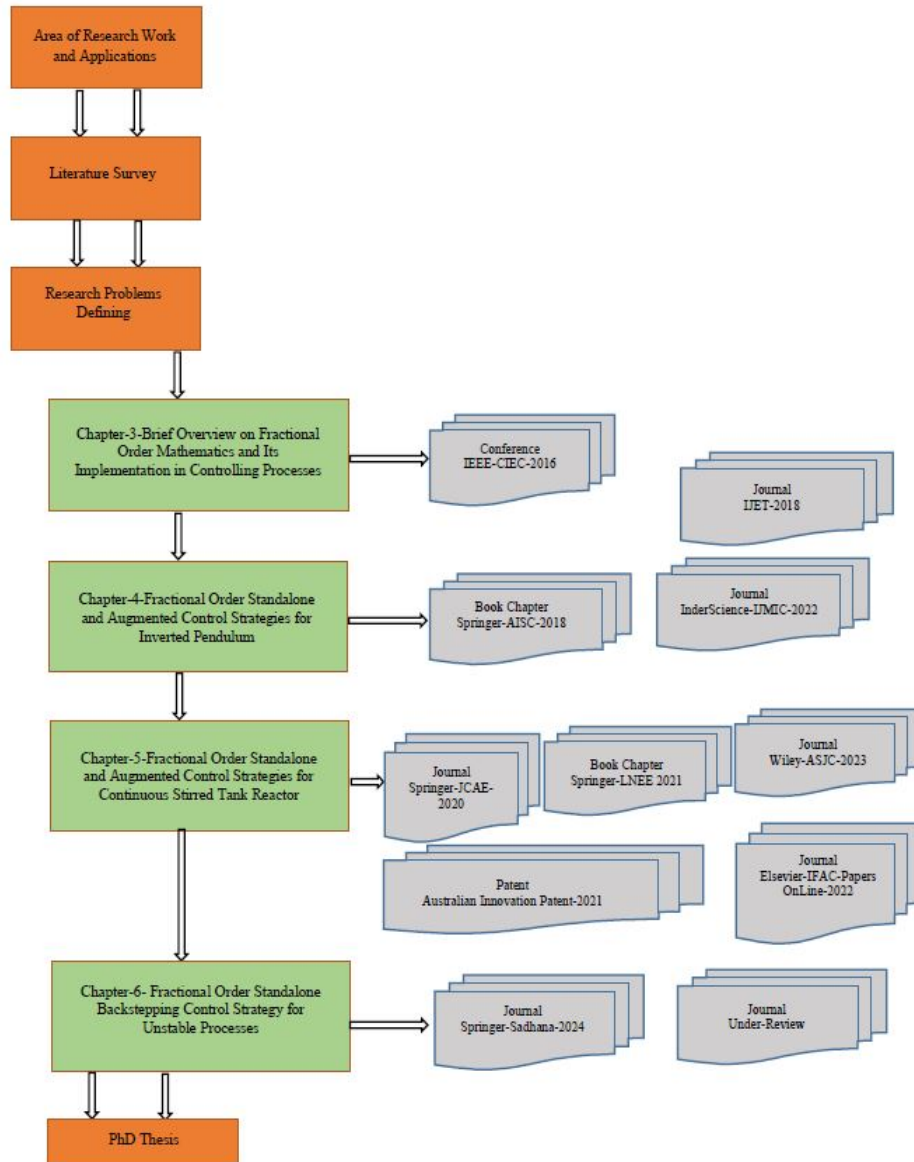 Area of Research Work
and Applications
Literature Survey
Research Problems
Defining
Chapter-3-Brief Overview on Fractional
Order Mathematics and Its
Implementation in Controlling Processes
Conference
IEEE-CIEC-2016
Journal
IJET-2018
Chapter-4-Fractional Order Standalone
and Augmented Control Strategies for
Inverted Pendulum
Book Chapter
Springer-AISC-2018
Journal
InderScience-IJMIC-2022
Chapter-5-Fractional Order Standalone
and Augmented Control Strategies for
Continuous Stirred Tank Reactor
Journal
Springer-JCAE-
2020
Book Chapter
Springer-LNEE 2021
Journal
Wiley-ASJC-2023
Patent
Australian Innovation Patent-2021
Journal
Elsevier-IFAC-Papers
OnLine-2022
Chapter-6- Fractional Order Standalone
Backstepping Control Strategy for
Unstable Processes
Journal
Springer-Sadhana-2024
Journal
Under-Review
PhD Thesis